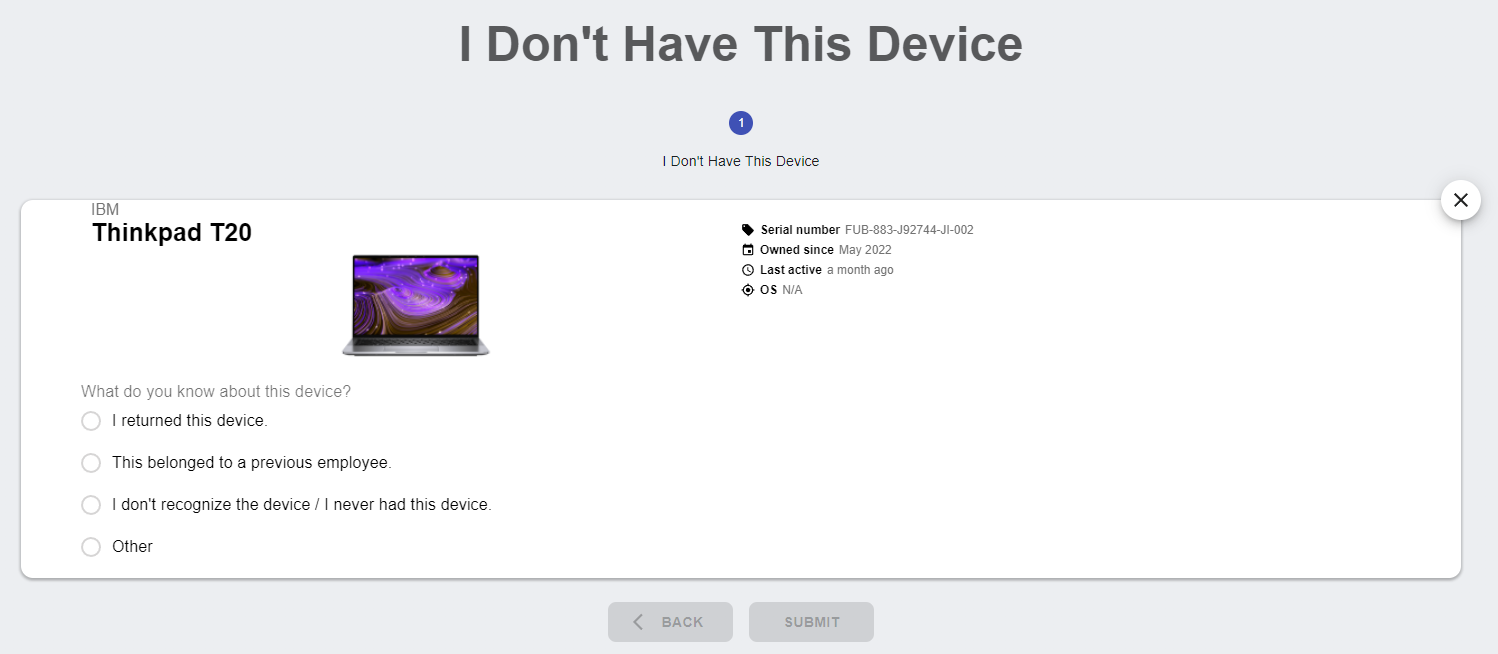 I Don't Have This Device
1
I Don't Have This Device
IBM
Thinkpad T20
Serial number FUB-883-J92744-JI-002
Owned since May 2022
Last active a month ago
OS N/A
What do you know about this device?
I returned this device.
This belonged to a previous employee.
I don't recognize the device / I never had this device.
Other
BACK
SUBMIT